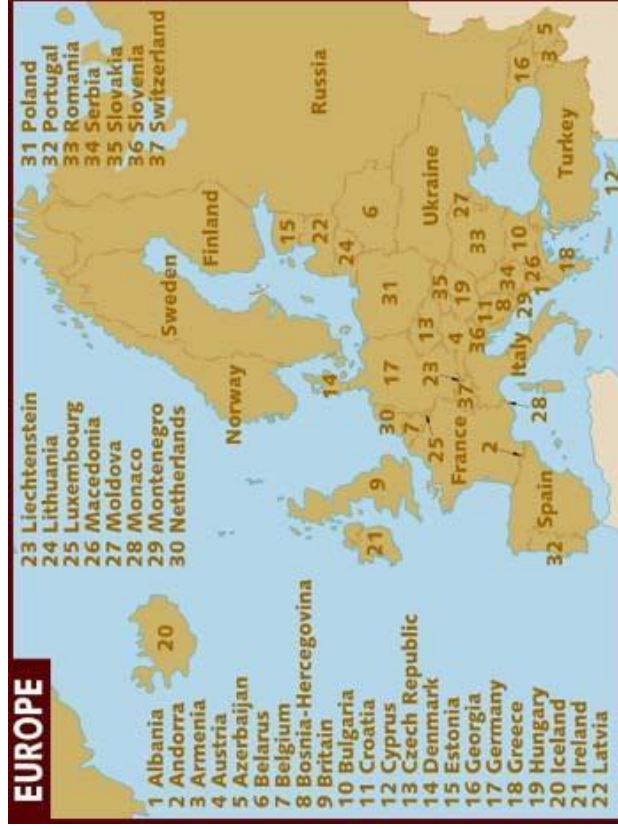 EUROPE
1 Albania
2 Andorra
3 Armenia
4 Austria
5 Azerbaijan
6 Belarus
7 Belgium
8 Bosnia-Hercegovina
9 Britain
10 Bulgaria
11 Croatia
12 Cyprus
13 Czech Republic
14 Denmark
15 Estonia
16 Georgia
17 Germany
18 Greece
19 Hungary
20 Iceland
21 Ireland
22 Latvia
23 Liechtenstein
24 Lithuania
25 Luxembourg
26 Macedonia
27 Moldova
28 Monaco
29 Montenegro
30 Netherlands
31 Poland
32 Portugal
33 Romania
34 Serbia
35 Slovakia
36 Slovenia
37 Switzerland
20
Norway
Sweden
Finland
Russia
14
15
22
24
6
21
9
30
7
17
31
25
23
13
35
Ukraine
France
37
4
19
27
36
11
33
2
8
34
28
Italy
29
26
10
1
16
3
5
32
Spain
18
Turkey
12